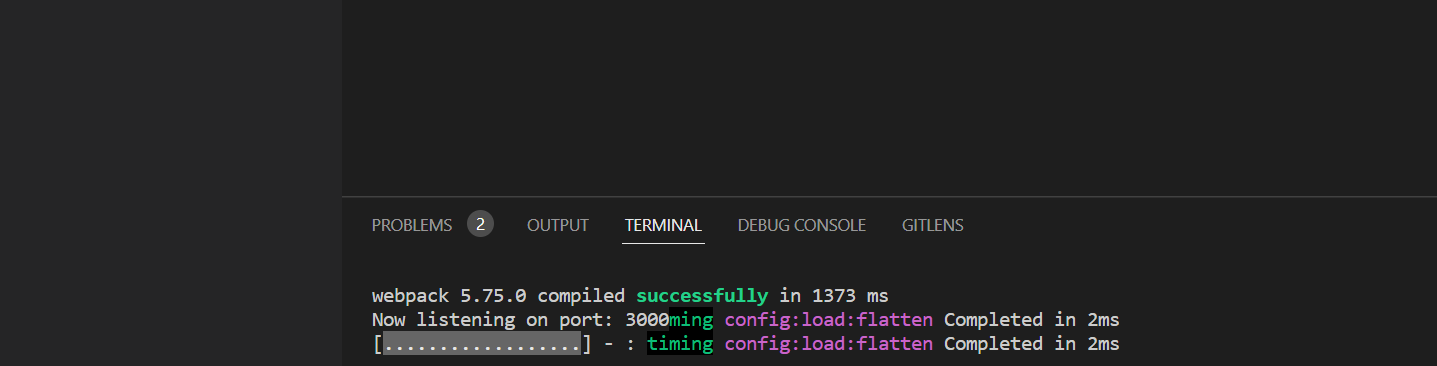 PROBLEMS 2 OUTPUT TERMINAL DEBUG CONSOLE GITLENS
webpack 5.75.0 compiled successfully in 1373 ms
Now listening on port: 3000ming config:load:flatten Completed in 2ms
[..................] - : timing config:load:flatten Completed in 2ms